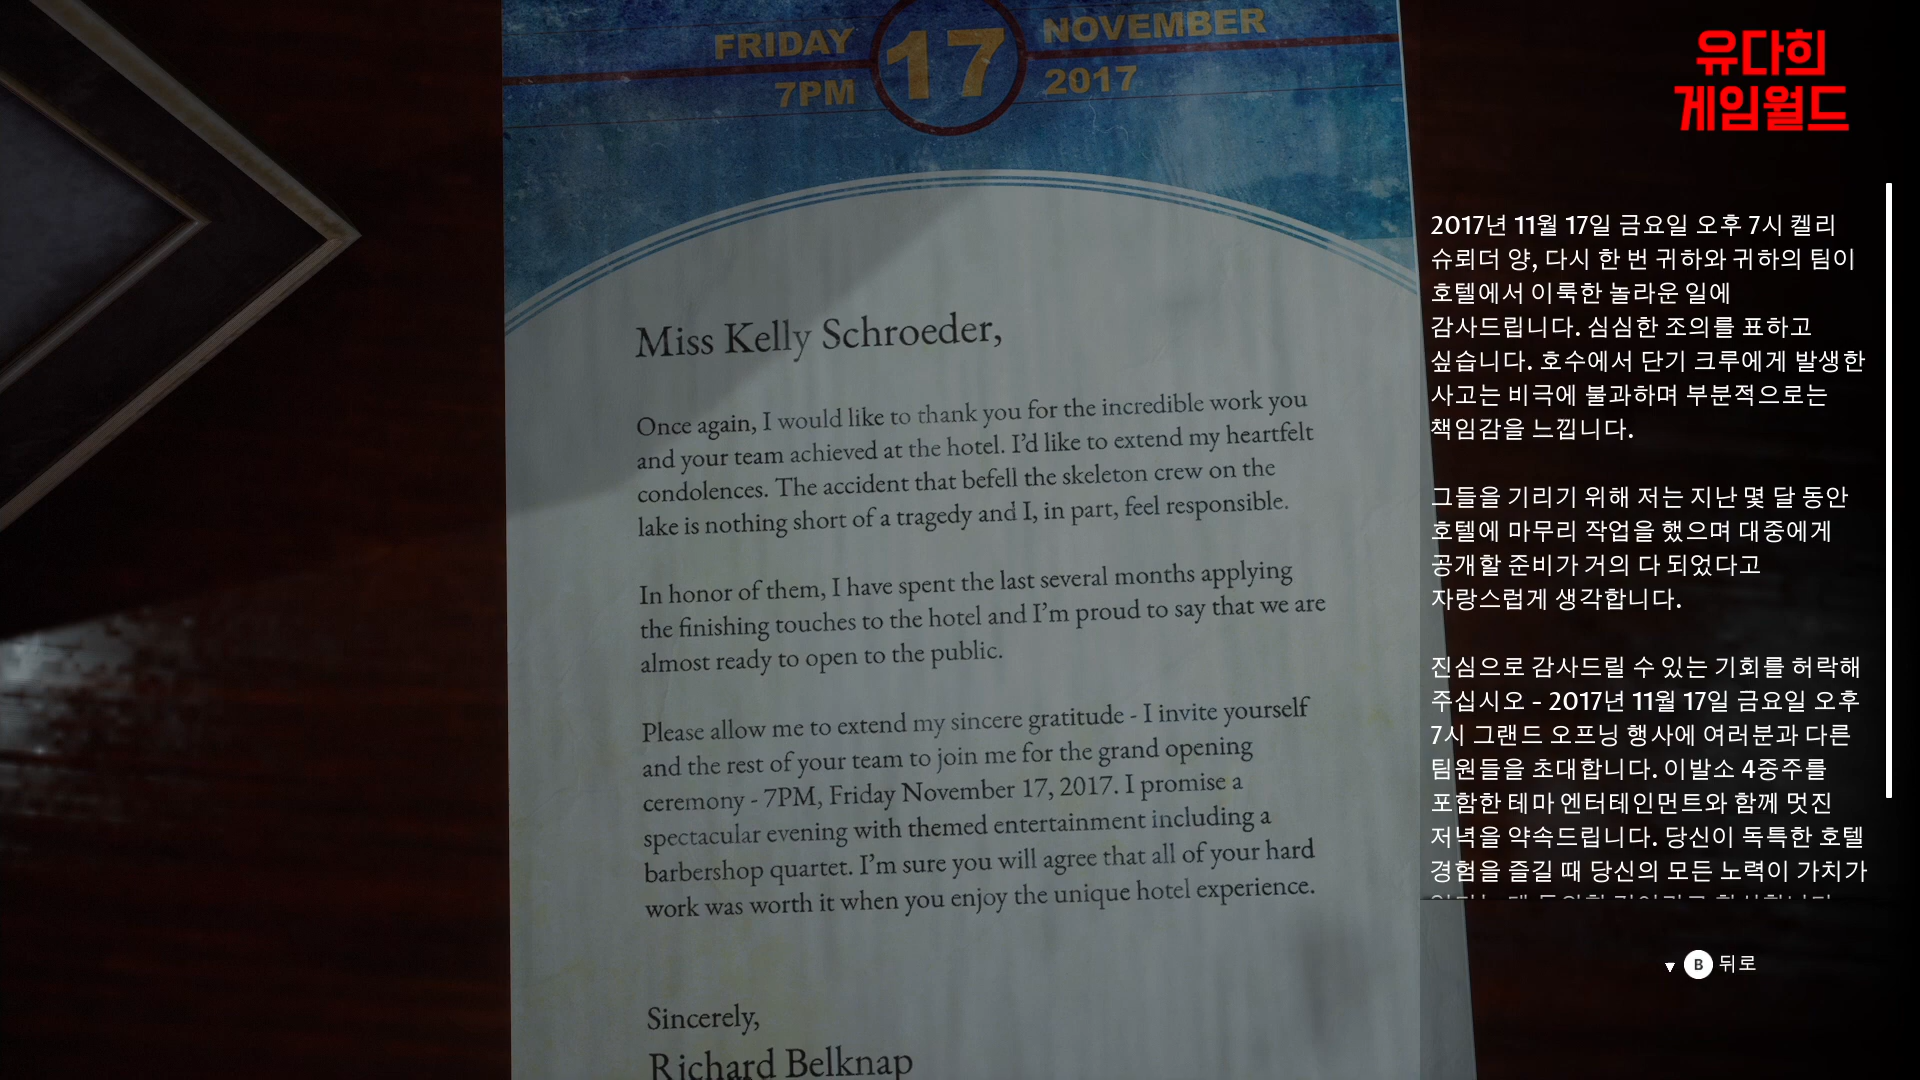 FRIDAY 17 NOVEMBER
7PM 2017
Miss Kelly Schroeder,
Once again, I would like to thank you for the incredible work you
and your team achieved at the hotel. I'd like to extend my heartfelt
condolences. The accident that befell the skeleton crew on the
lake is nothing short of a tragedy and I, in part, feel responsible.
In honor of them, I have spent the last several months applying
the finishing touches to the hotel and I'm proud to say that we are
almost ready to open to the public.
Please allow me to extend my sincere gratitude - I invite yourself
and the rest of your team to join me for the grand opening
ceremony - 7PM, Friday November 17, 2017. I promise a
spectacular evening with themed entertainment including a
barbershop quartet. I'm sure you will agree that all of your hard
work was worth it when you enjoy the unique hotel experience.
Sincerely,
Richard Belknap
유다희
게임월드
2017년 11월 17일 금요일 오후 7시 켈리
슈뢰더 양, 다시 한 번 귀하와 귀하의 팀이
호텔에서 이룩한 놀라운 일에
감사드립니다. 심심한 조의를 표하고
싶습니다. 호수에서 단기 크루에게 발생한
사고는 비극에 불과하며 부분적으로는
책임감을 느낍니다.
그들을 기리기 위해 저는 지난 몇 달 동안
호텔에 마무리 작업을 했으며 대중에게
공개할 준비가 거의 다 되었다고
자랑스럽게 생각합니다.
진심으로 감사드릴 수 있는 기회를 허락해
주십시오 - 2017년 11월 17일 금요일 오후
7시 그랜드 오프닝 행사에 여러분과 다른
팀원들을 초대합니다. 이발소 4중주를
포함한 테마 엔터테인먼트와 함께 멋진
저녁을 약속드립니다. 당신이 독특한 호텔
경험을 즐길 때 당신의 모든 노력이 가치가
B 뒤로